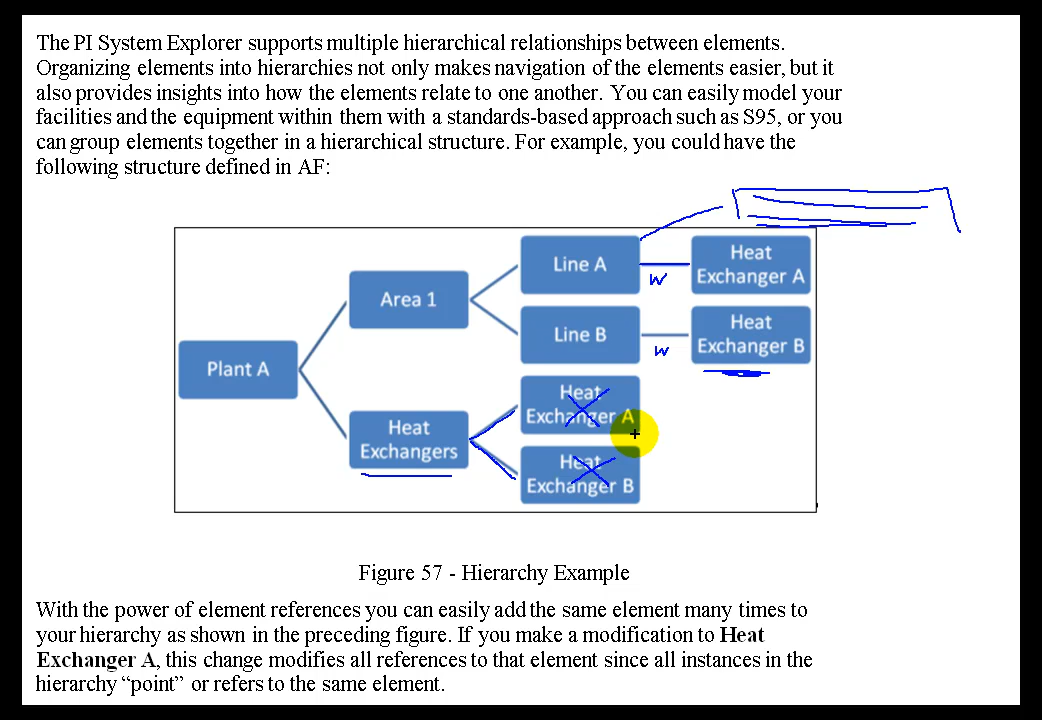 The PI System Explorer supports multiple hierarchical relationships between elements.
Organizing elements into hierarchies not only makes navigation of the elements easier, but it
also provides insights into how the elements relate to one another. You can easily model your
facilities and the equipment within them with a standards-based approach such as S95, or you
can group elements together in a hierarchical structure. For example, you could have the
following structure defined in AF:
Line A
W
Heat
Exchanger A
Area 1
Line B
W
Heat
Exchanger B
Plant A
Heat
Exchangers
Heat
Exchanger A
Heat
Exchanger B
Figure 57 - Hierarchy Example
With the power of element references you can easily add the same element many times to
your hierarchy as shown in the preceding figure. If you make a modification to Heat
Exchanger A, this change modifies all references to that element since all instances in the
hierarchy “point” or refers to the same element.